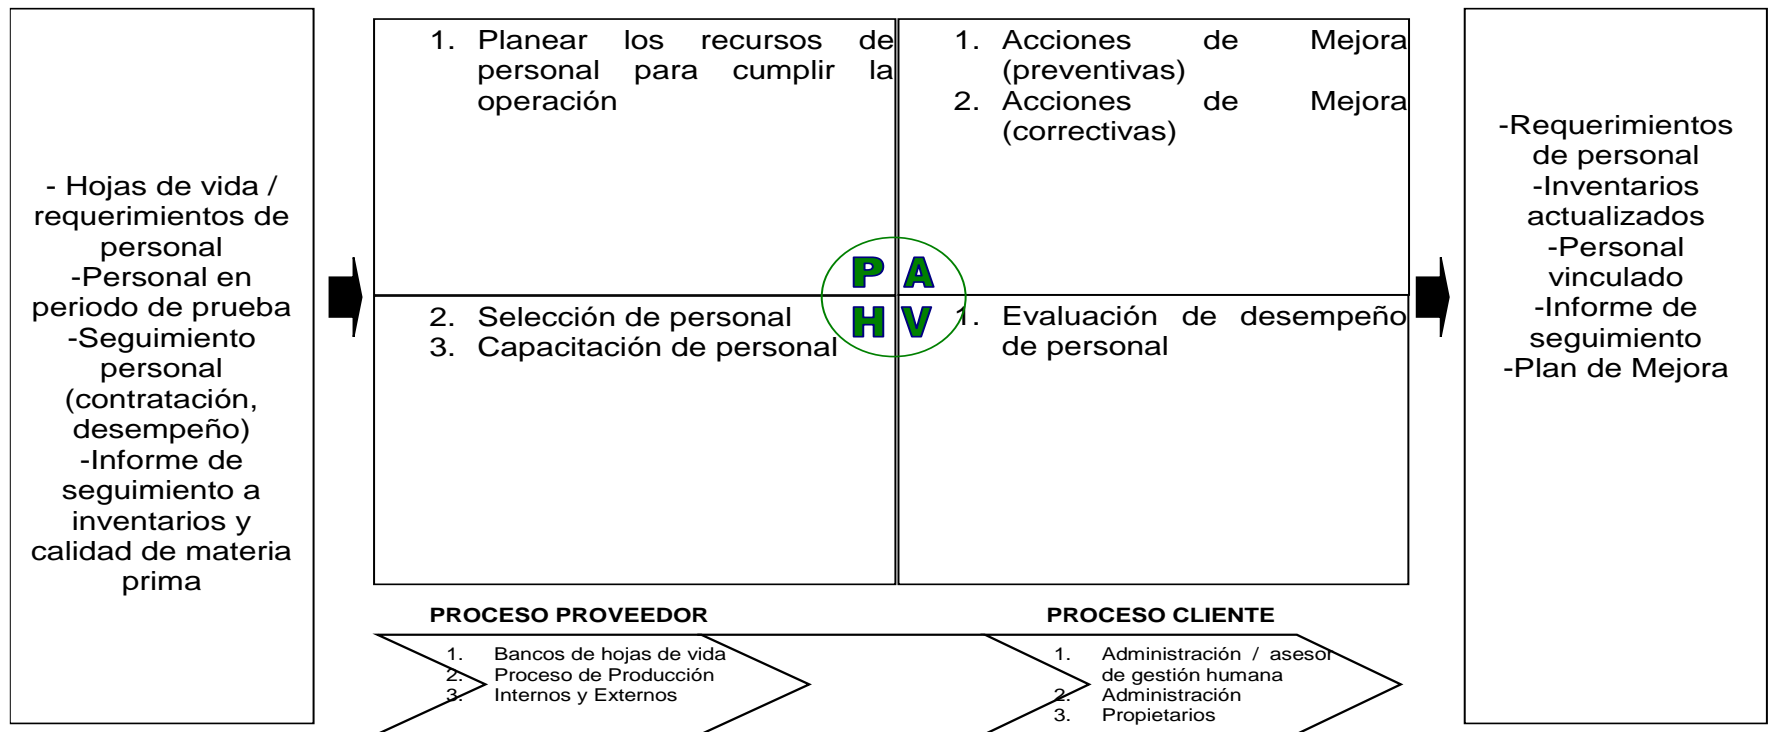 - Hojas de vida /
requerimientos de
personal
-Personal en
periodo de prueba
-Seguimiento
personal
(contratación,
desempeño)
-Informe de
seguimiento a
inventarios y
calidad de materia
prima
1. Planear los recursos de
personal para cumplir la
operación
1. Acciones de Mejora
(preventivas)
2. Acciones de Mejora
(correctivas)
P A
H V
2. Selección de personal
3. Capacitación de personal
1. Evaluación de desempeño
de personal
-Requerimientos
de personal
-Inventarios
actualizados
-Personal
vinculado
-Informe de
seguimiento
-Plan de Mejora
PROCESO PROVEEDOR
1. Bancos de hojas de vida
2. Proceso de Producción
3. Internos y Externos
PROCESO CLIENTE
1. Administración / asesor
de gestión humana
2. Administración
3. Propietarios